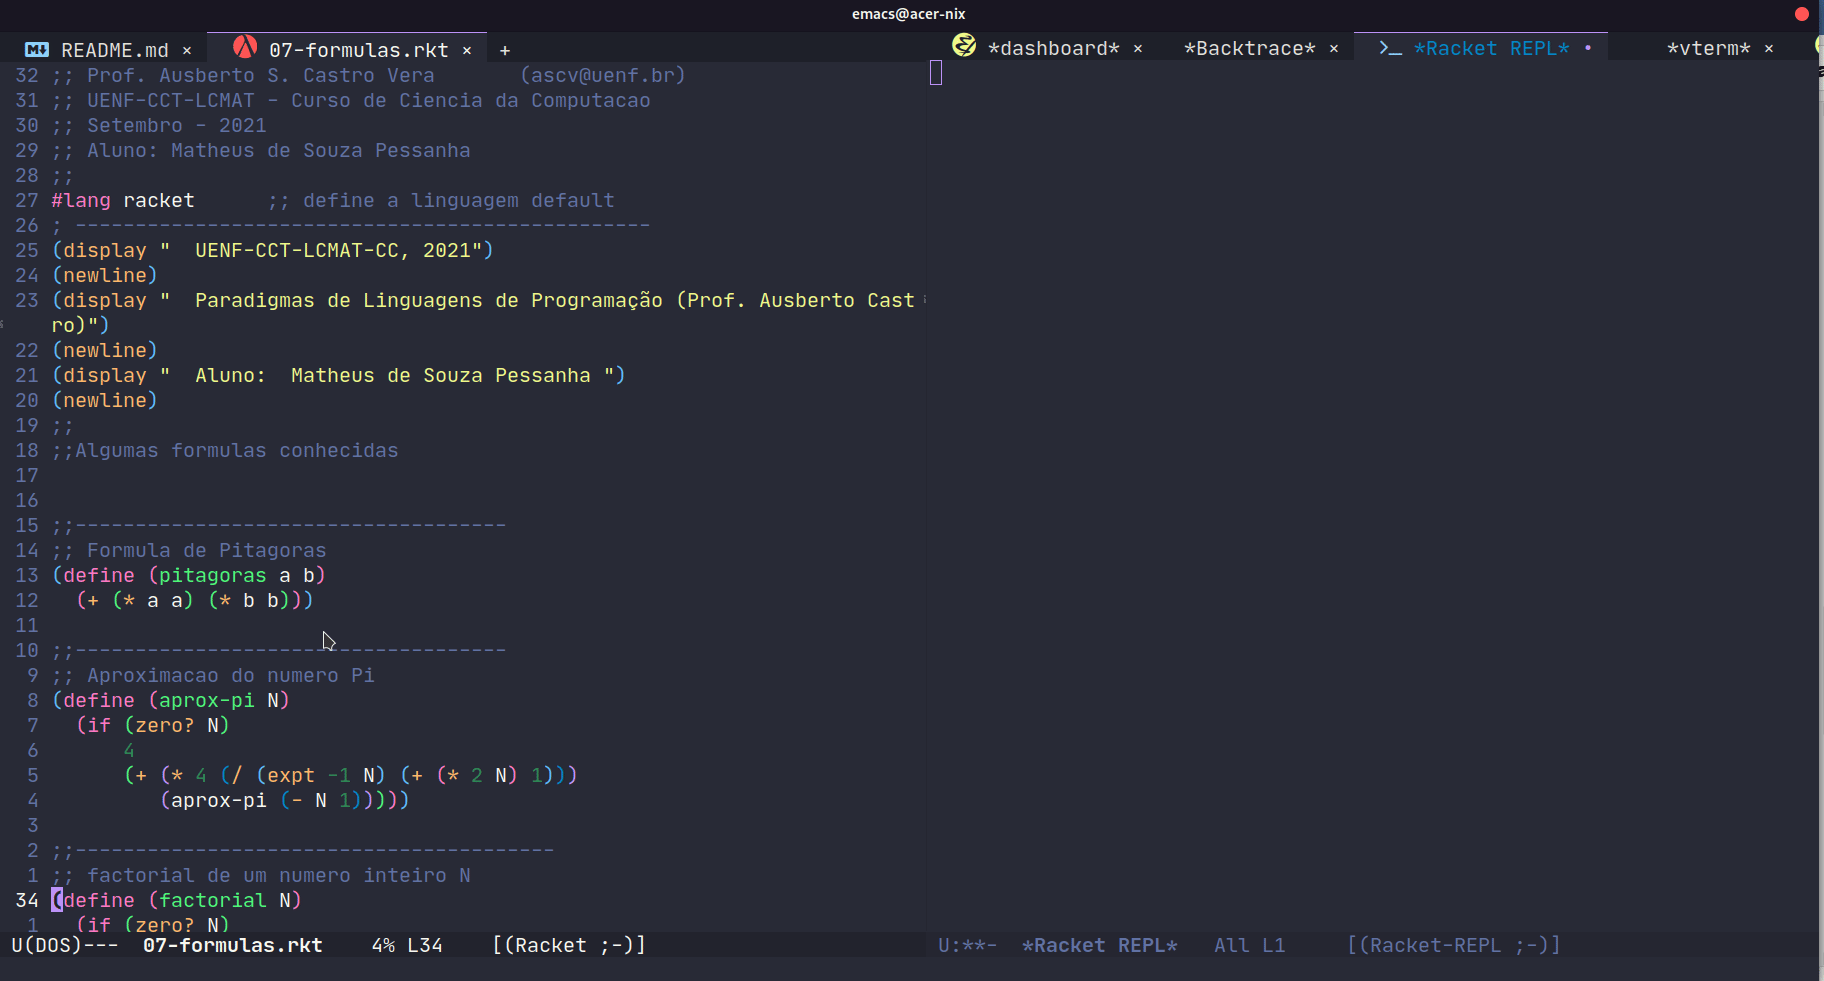 emacs@acer-nix
README.md × 07-formulas.rkt × +
*dashboard* × *Backtrace* × >_ *Racket REPL* • *vterm* ×
32 ;; Prof. Ausberto S. Castro Vera       (ascv@uenf.br)
31 ;; UENF-CCT-LCMAT - Curso de Ciencia da Computacao
30 ;; Setembro - 2021
29 ;; Aluno: Matheus de Souza Pessanha
28 ;;
27 #lang racket      ;; define a linguagem default
26 ; ------------------------------------------------
25 (display "  UENF-CCT-LCMAT-CC, 2021")
24 (newline)
23 (display "  Paradigmas de Linguagens de Programação (Prof. Ausberto Cast
ro)")
22 (newline)
21 (display "  Aluno:  Matheus de Souza Pessanha ")
20 (newline)
19 ;;
18 ;;Algumas formulas conhecidas
17
16
15 ;;------------------------------------
14 ;; Formula de Pitagoras
13 (define (pitagoras a b)
12   (+ (* a a) (* b b)))
11
10 ;;------------------------------------
9 ;; Aproximacao do numero Pi
8 (define (aprox-pi N)
7   (if (zero? N)
6       4
5       (+ (* 4 (/ (expt -1 N) (+ (* 2 N) 1)))
4          (aprox-pi (- N 1)))))
3
2 ;;----------------------------------------
1 ;; factorial de um numero inteiro N
34 (define (factorial N)
1   (if (zero? N)
U(DOS)---  07-formulas.rkt    4% L34    [(Racket ;-)]
U:**-  *Racket REPL*   All L1     [(Racket-REPL ;-)]